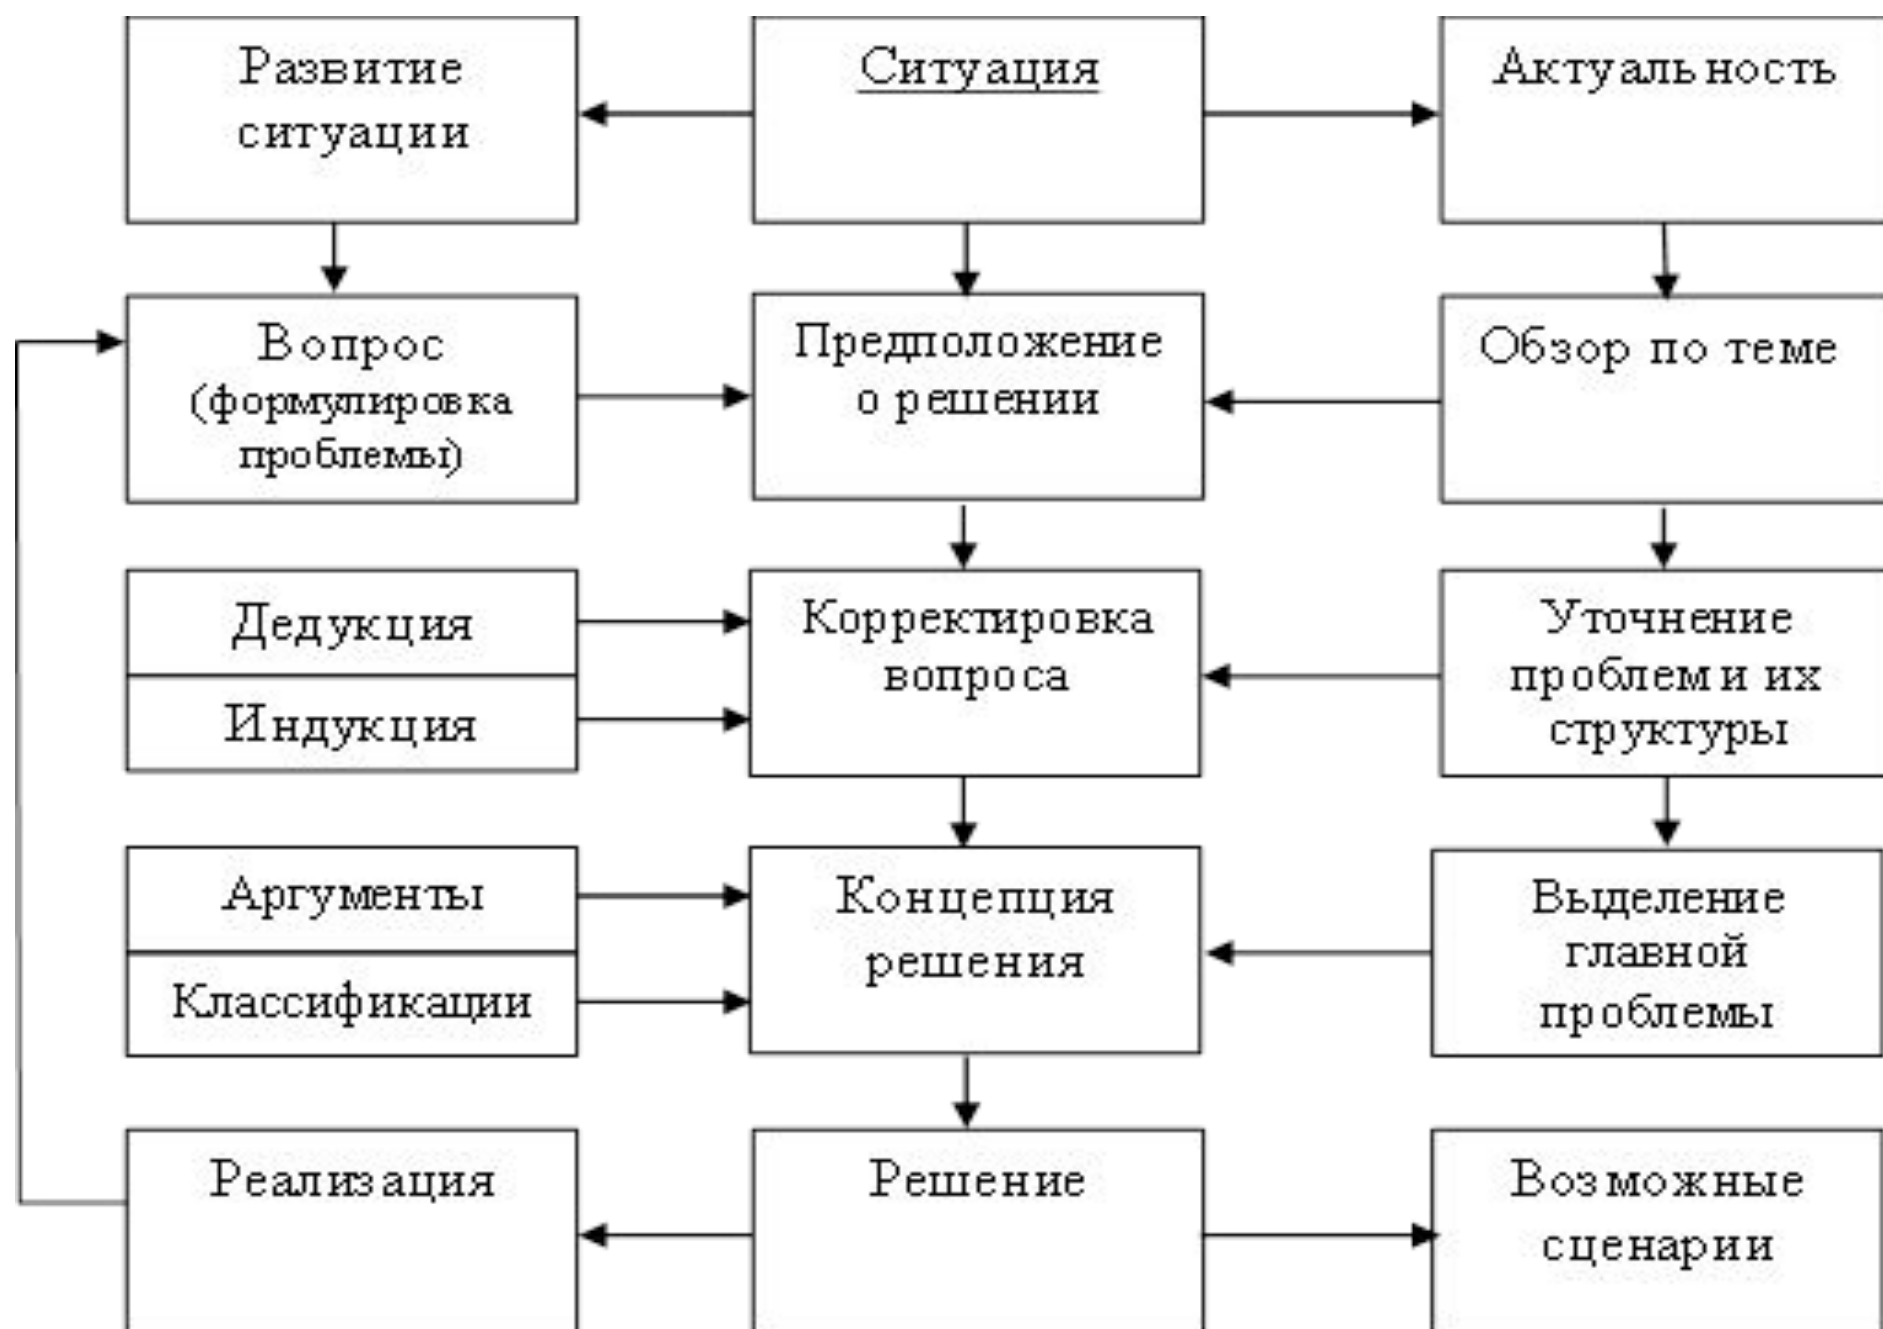 Развитие
ситуации
Ситуация
Актуальность
Вопрос
(формулировка
проблемы)
Предположение
о решении
Обзор по теме
Дедукция
Индукция
Корректировка
вопроса
Уточнение
проблем и их
структуры
Аргументы
Классификации
Концепция
решения
Выделение
главной
проблемы
Реализация
Решение
Возможные
сценарии